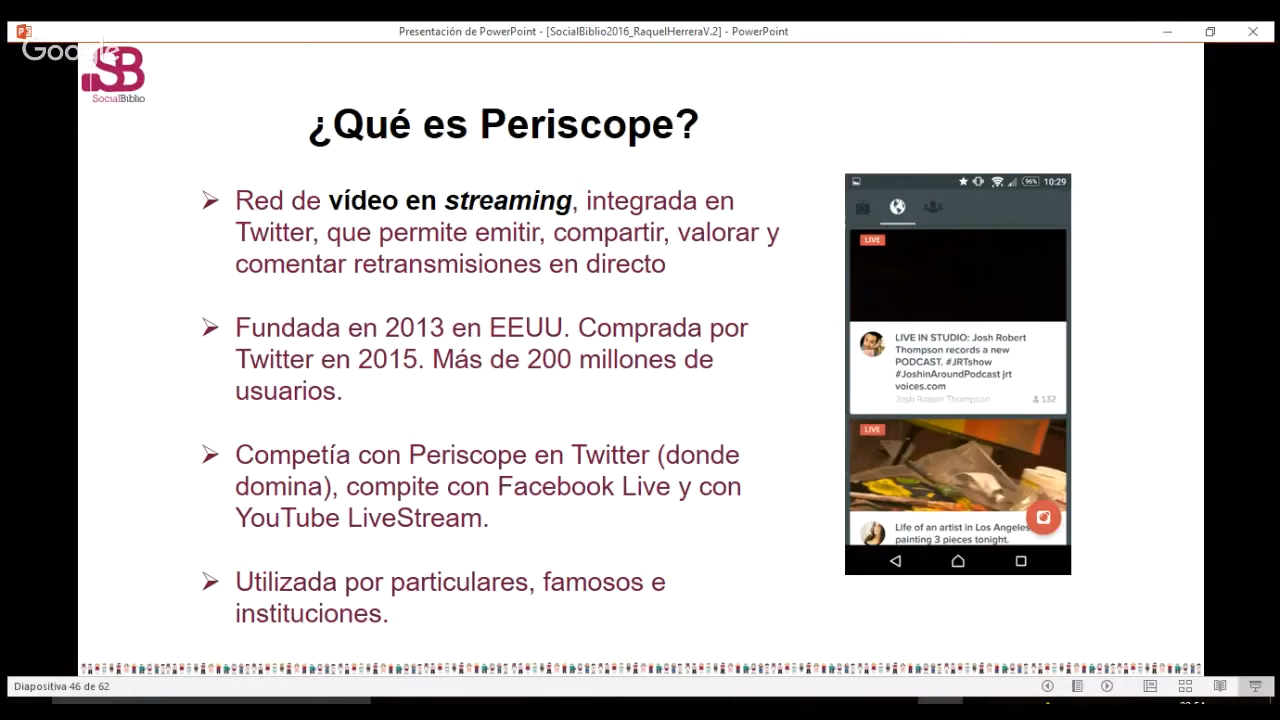 Presentación de PowerPoint - [SocialBiblio2016_RaquelHerreraV.2] - PowerPoint
Google
SB
SocialBiblio
¿Qué es Periscope?
Red de vídeo en streaming, integrada en
Twitter, que permite emitir, compartir, valorar y
comentar retransmisiones en directo
Fundada en 2013 en EEUU. Comprada por
Twitter en 2015. Más de 200 millones de
usuarios.
Competía con Periscope en Twitter (donde
domina), compite con Facebook Live y con
YouTube LiveStream.
Utilizada por particulares, famosos e
instituciones.
96% 10:29
LIVE
LIVE IN STUDIO: Josh Robert
Thompson records a new
PODCAST. #JRTshow
#JoshinAroundPodcast jrt
voices.com
Josh Robert Thompson 132
LIVE
Life of an artist in Los Angeles
painting 3 pieces tonight.
Diapositiva 46 de 62